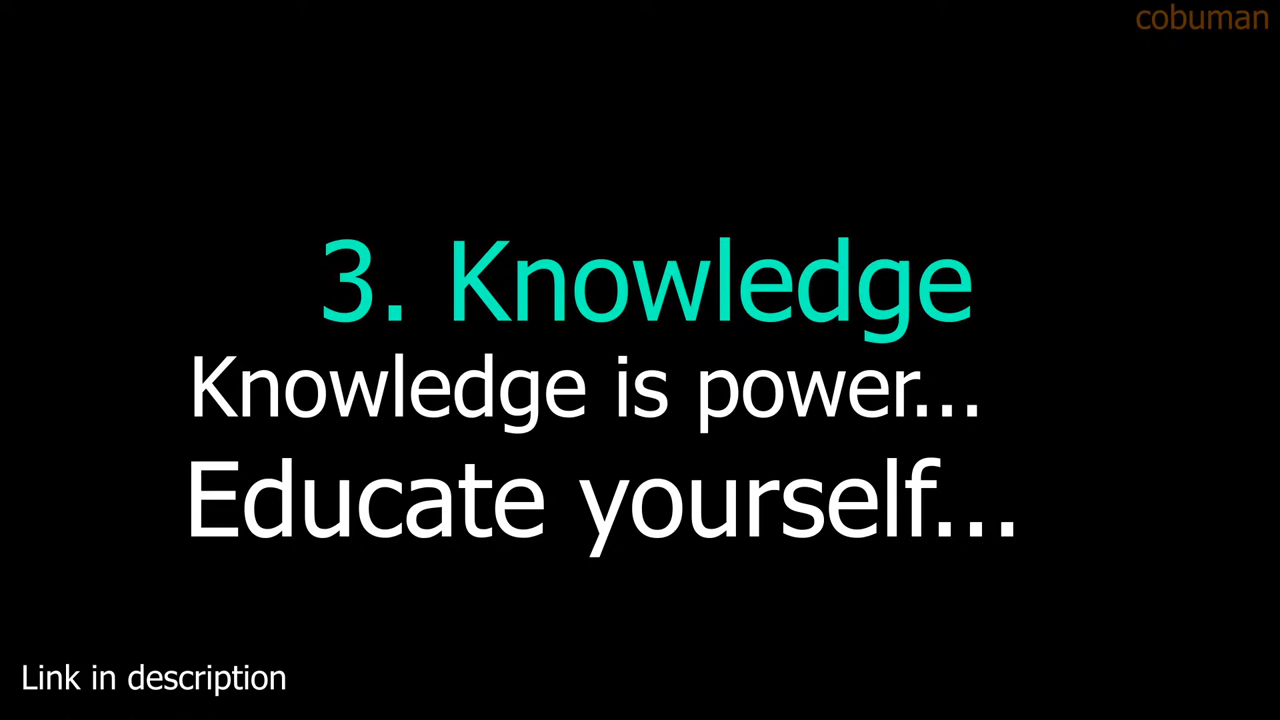 cobuman
3. Knowledge
Knowledge is power...
Educate yourself...
Link in description